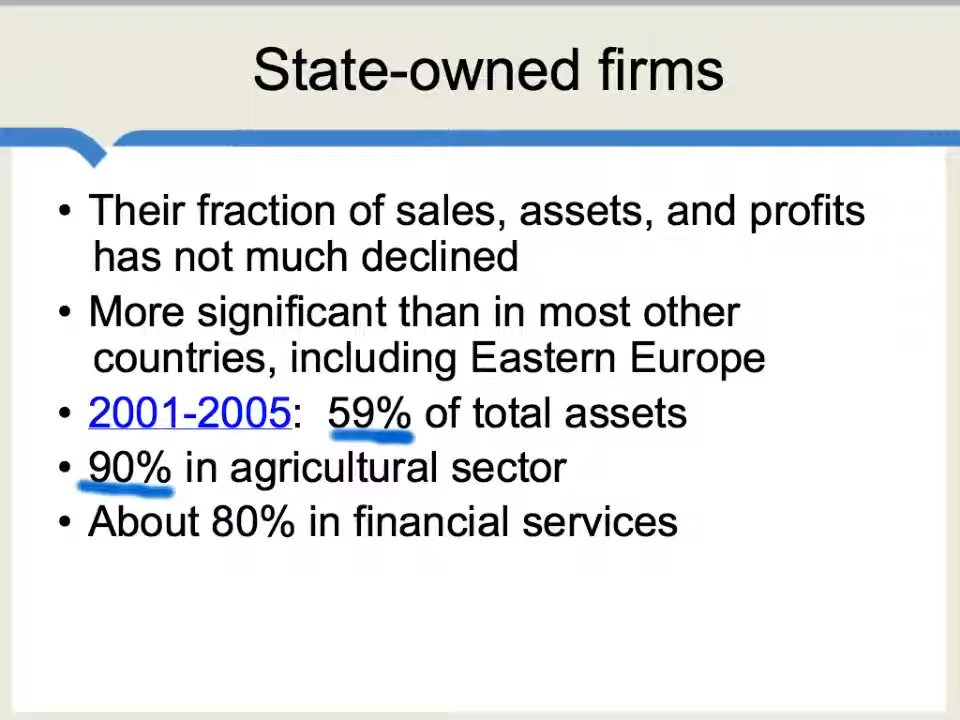 State-owned firms
• Their fraction of sales, assets, and profits
has not much declined
• More significant than in most other
countries, including Eastern Europe
• 2001-2005:  59% of total assets
• 90% in agricultural sector
• About 80% in financial services